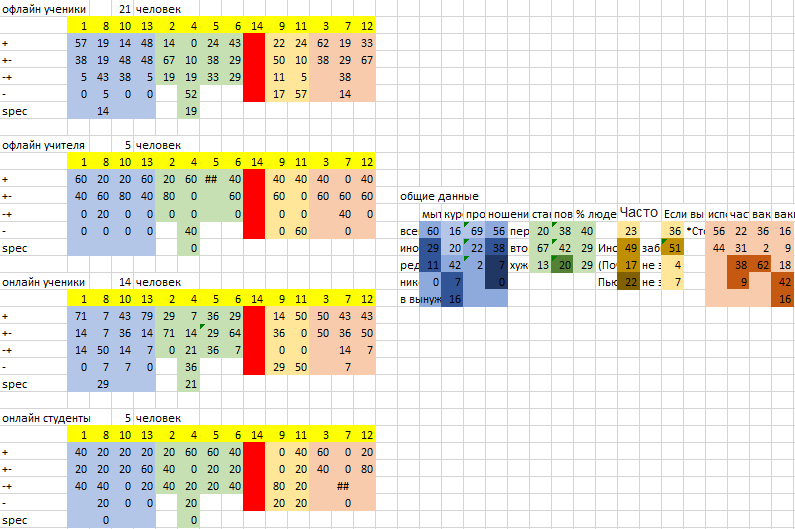 офлайн ученики 21 человек
1 8 10 13 2 4 5 6 14 9 11 3 7 12
+ 57 19 14 48 14 0 24 43 22 24 62 19 33
+- 38 19 48 48 67 10 38 29 50 10 38 29 67
-+ 5 43 38 5 19 19 33 29 11 5 38
- 0 5 0 0 52 17 57 14
spec 14 19
офлайн учителя 5 человек
1 8 10 13 2 4 5 6 14 9 11 3 7 12
+ 60 20 20 60 20 60 ## 40 40 40 40 0 40
+- 40 60 80 40 80 0 60 60 0 60 60 60
-+ 0 20 0 0 0 0 0 0 40 0
- 0 0 0 40 0 60 0
spec 0
общие данные
мыт куре про ношени ста пов % люде Часто Если вы исп час вак вакц
все 60 16 69 56 пер 20 38 40 23 36 *Сто 56 22 36 16
ино 29 20 22 38 вто 67 42 29 Инс 49 заб 51 44 31 2 9
ред 11 42 2 7 хуж 13 20 29 (По 17 не з 4 38 62 18
ник 0 7 0 Пью 22 не з 7 9 42
в вынуж 16 16
онлайн ученики 14 человек
1 8 10 13 2 4 5 6 14 9 11 3 7 12
+ 71 7 43 79 29 7 36 29 14 50 50 43 43
+- 14 7 36 14 71 14 29 64 36 0 50 36 50
-+ 14 50 14 7 0 21 36 7 0 0 14 7
- 0 7 7 0 36 29 50 7
spec 29 21
онлайн студенты 5 человек
1 8 10 13 2 4 5 6 14 9 11 3 7 12
+ 40 20 20 20 20 60 60 40 0 40 60 0 20
+- 20 20 20 60 40 0 20 20 0 20 40 0 80
-+ 40 40 0 20 40 20 20 40 80 20 ##
- 20 0 0 20 20 20 0
spec 0 0